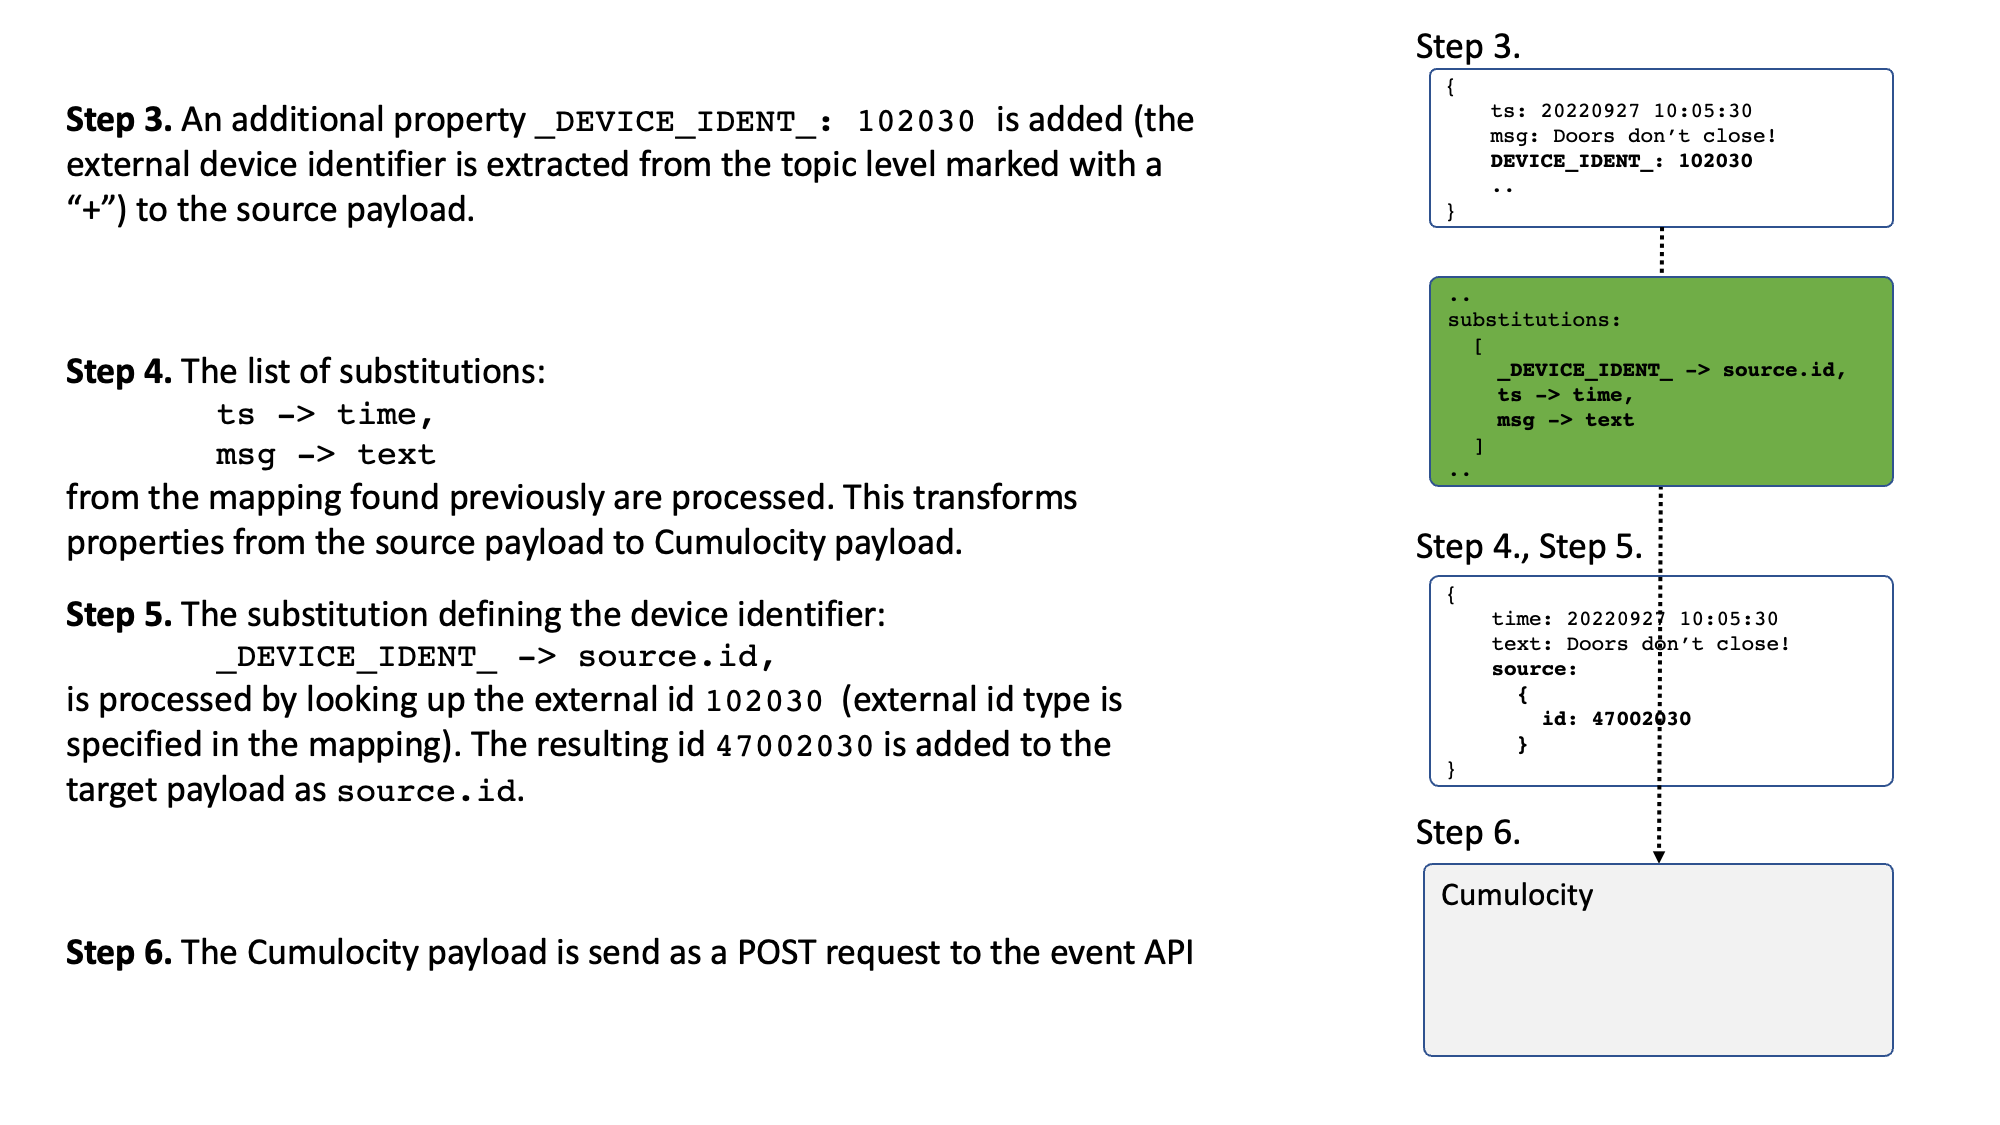 Step 3. An additional property _DEVICE_IDENT_: 102030 is added (the
external device identifier is extracted from the topic level marked with a
“+”) to the source payload.
Step 4. The list of substitutions:
ts –> time,
msg –> text
from the mapping found previously are processed. This transforms
properties from the source payload to Cumulocity payload.
Step 5. The substitution defining the device identifier:
_DEVICE_IDENT_ –> source.id,
is processed by looking up the external id 102030 (external id type is
specified in the mapping). The resulting id 47002030 is added to the
target payload as source.id.
Step 6. The Cumulocity payload is send as a POST request to the event API
Step 3.
{
ts: 20220927 10:05:30
msg: Doors don’t close!
DEVICE_IDENT_: 102030
..
}
..
substitutions:
[
_DEVICE_IDENT_ –> source.id,
ts –> time,
msg –> text
]
..
Step 4., Step 5.
{
time: 20220927 10:05:30
text: Doors don’t close!
source:
{
id: 47002030
}
}
Step 6.
Cumulocity